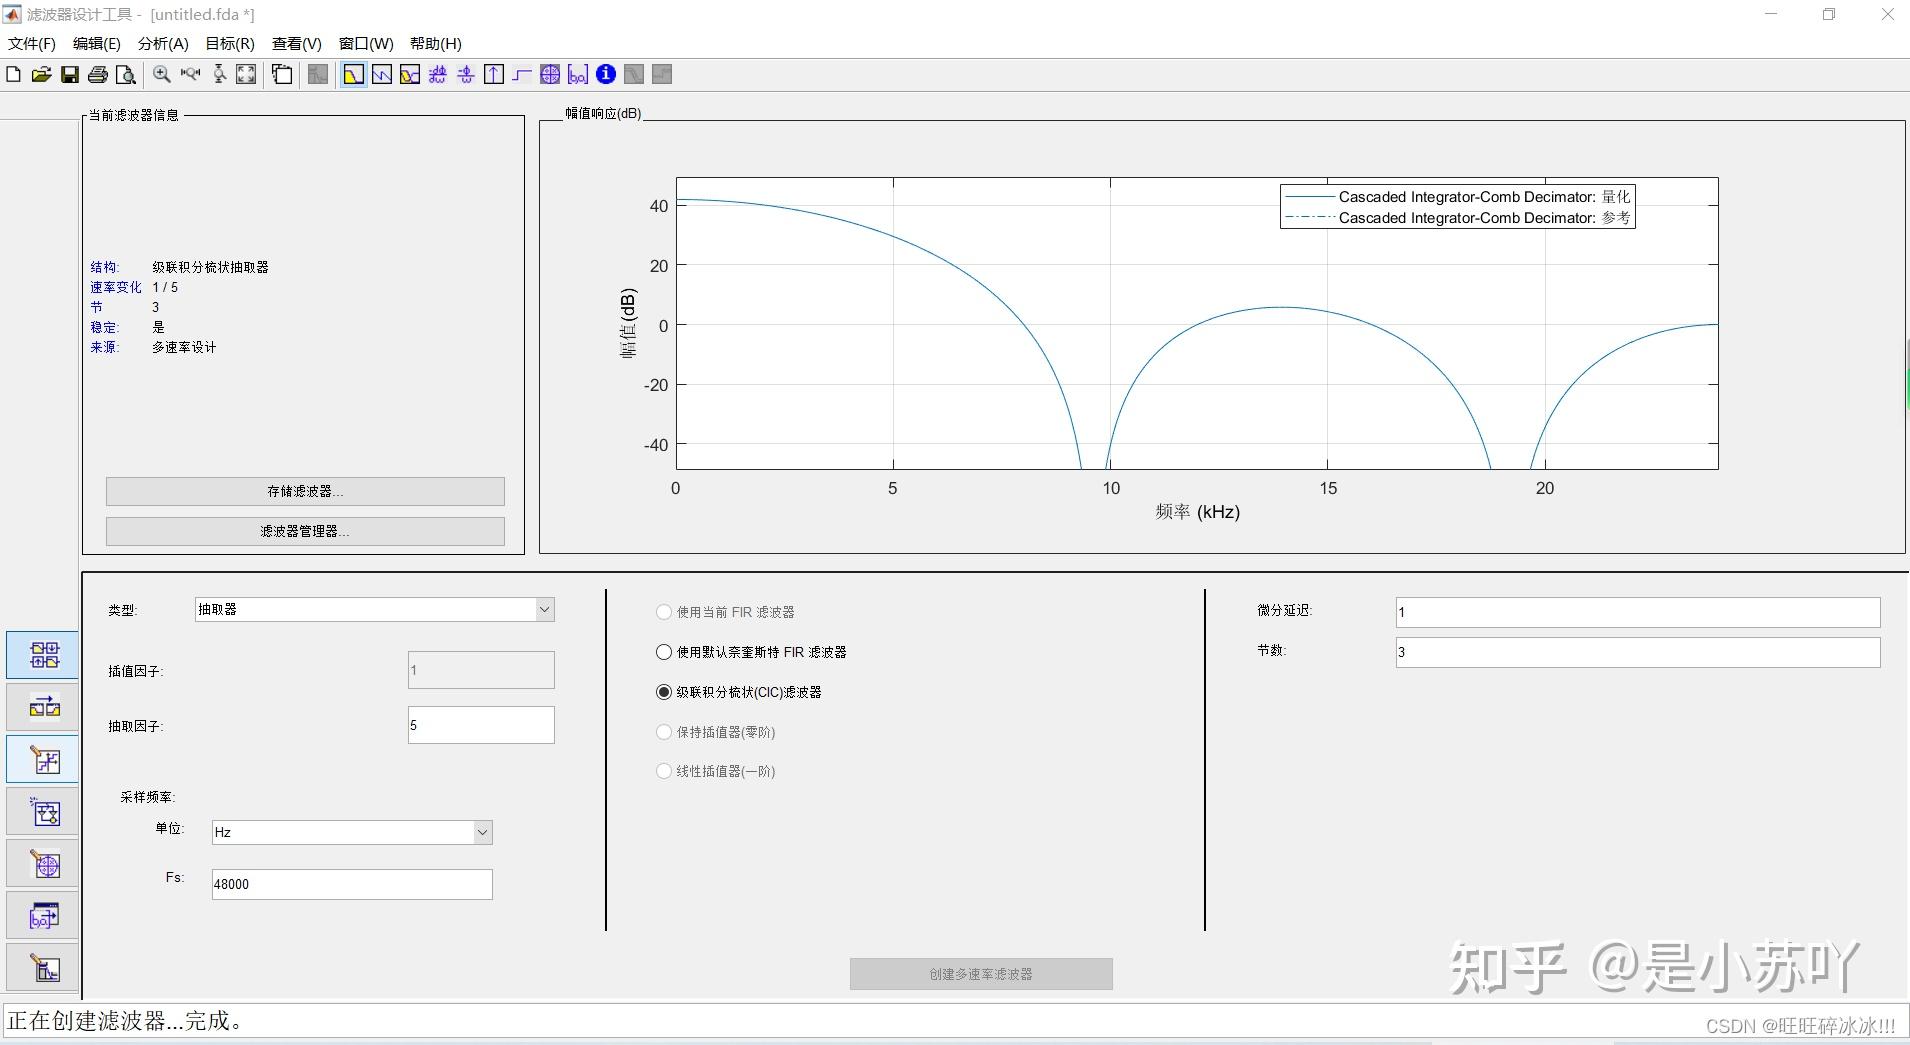 滤波器设计工具 - [untitled.fda *]
文件(F) 编辑(E) 分析(A) 目标(R) 查看(V) 窗口(W) 帮助(H)
当前滤波器信息
结构: 级联积分梳状抽取器
速率变化 1 / 5
节 3
稳定: 是
来源: 多速率设计
存储滤波器...
滤波器管理器...
幅值响应(dB)
Cascaded Integrator-Comb Decimator: 量化
Cascaded Integrator-Comb Decimator: 参考
40
20
0
-20
-40
幅值(dB)
0 5 10 15 20
频率 (kHz)
类型: 抽取器
插值因子: 1
抽取因子: 5
采样频率:
单位: Hz
Fs: 48000
使用当前 FIR 滤波器
使用默认奈奎斯特 FIR 滤波器
级联积分梳状(CIC)滤波器
保持插值器(零阶)
线性插值器(一阶)
微分延迟: 1
节数: 3
创建多速率滤波器
知乎 @是小苏吖
正在创建滤波器...完成。
CSDN @旺旺碎冰冰!!!